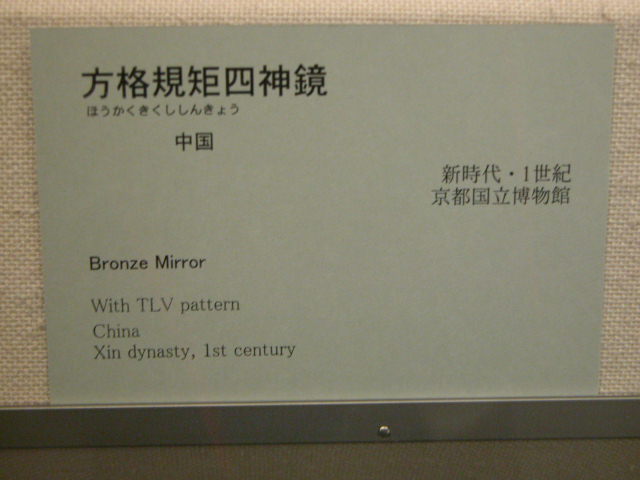 方格規矩四神鏡
ほうかくきくししんきょう
中国
新時代・1世紀
京都国立博物館
Bronze Mirror
With TLV pattern
China
Xin dynasty, 1st century